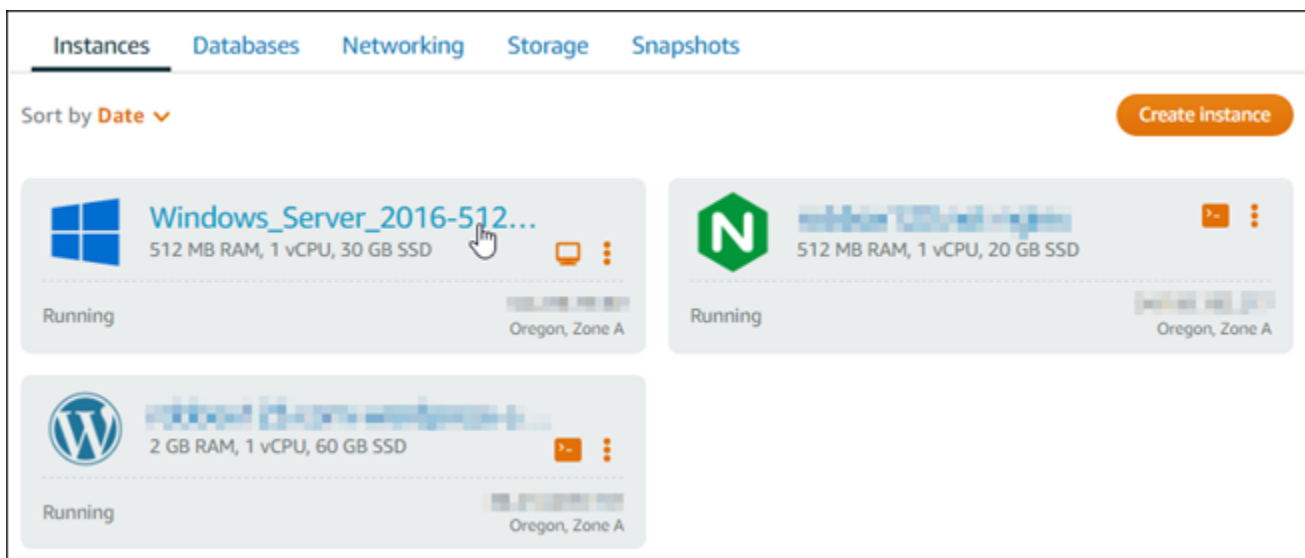 Instances Databases Networking Storage Snapshots
Sort by Date
Create instance
Windows_Server_2016-512...
512 MB RAM, 1 vCPU, 30 GB SSD
Running
Oregon, Zone A
N
512 MB RAM, 1 vCPU, 20 GB SSD
Running
Oregon, Zone A
W
2 GB RAM, 1 vCPU, 60 GB SSD
Running
Oregon, Zone A